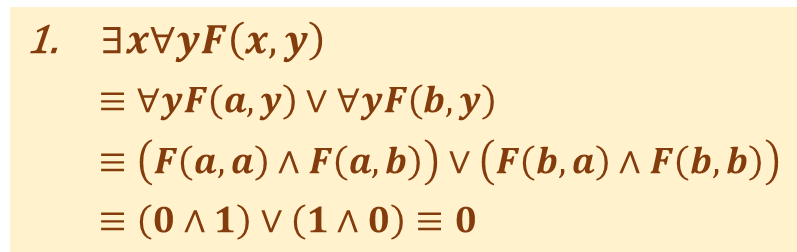 1. ∃x∀yF(x,y)
≡ ∀yF(a,y) ∨ ∀yF(b,y)
≡ (F(a,a) ∧ F(a,b)) ∨ (F(b,a) ∧ F(b,b))
≡ (0 ∧ 1) ∨ (1 ∧ 0) ≡ 0